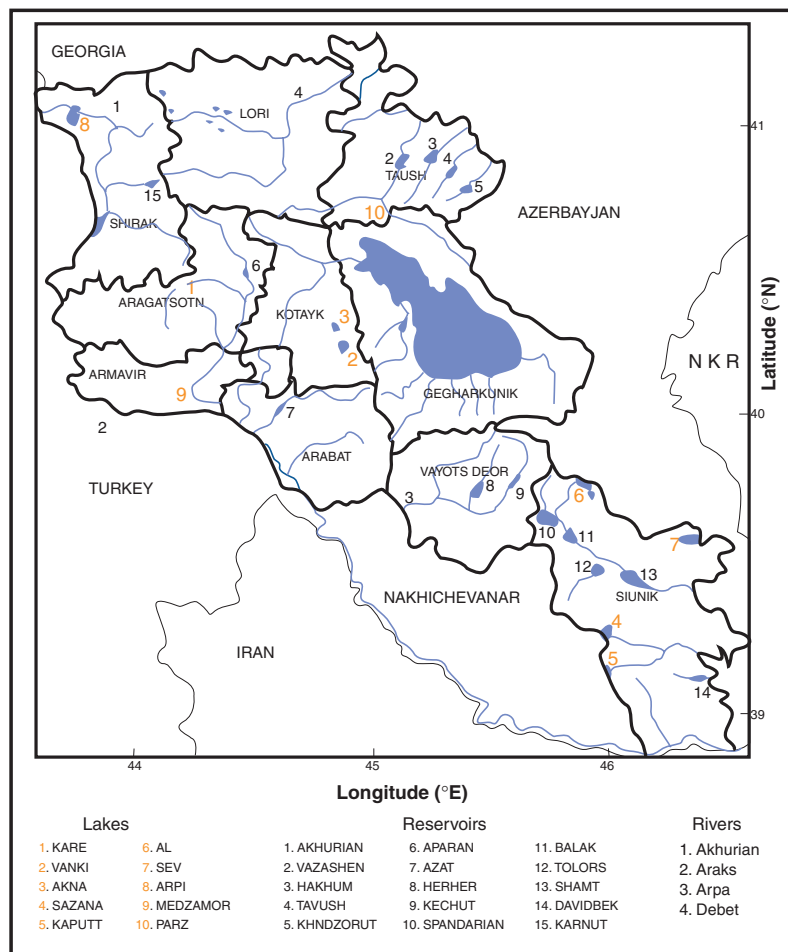 GEORGIA
1
4
LORI
8
41
3
2
4
TAUSH
15
5
10
AZERBAYJAN
SHIRAK
6
1
ARAGATSOTN
KOTAYK
3
2
N K R
Latitude (°N)
ARMAVIR
9
GEGHARKUNIK
7
40
2
ARABAT
VAYOTS DEOR
TURKEY
8
9
3
6
10
11
7
12
13
SIUNIK
NAKHICHEVANAR
4
IRAN
5
14
39
44
45
46
Longitude (°E)
Lakes Reservoirs Rivers
1. KARE 6. AL 1. AKHURIAN 6. APARAN 11. BALAK 1. Akhurian
2. VANKI 7. SEV 2. VAZASHEN 7. AZAT 12. TOLORS 2. Araks
3. AKNA 8. ARPI 3. HAKHUM 8. HERHER 13. SHAMT 3. Arpa
4. SAZANA 9. MEDZAMOR 4. TAVUSH 9. KECHUT 14. DAVIDBEK 4. Debet
5. KAPUTT 10. PARZ 5. KHNDZORUT 10. SPANDARIAN 15. KARNUT